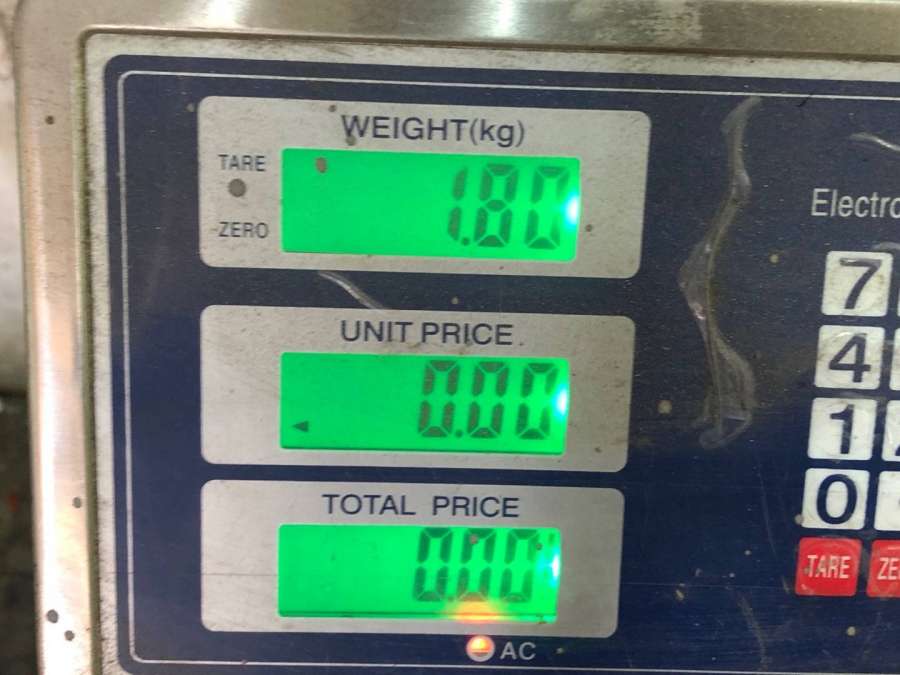 WEIGHT(kg)
TARE
ZERO
1.80
UNIT PRICE
0.00
TOTAL PRICE
0.00
AC
7
4
1
0
TARE